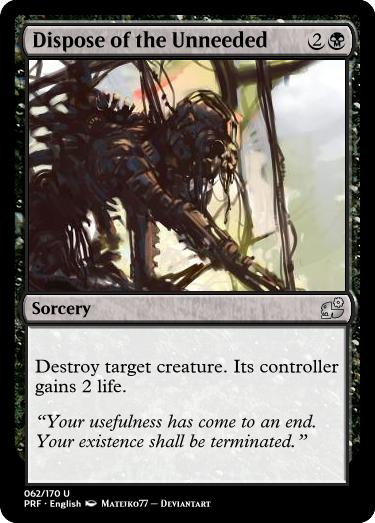 Dispose of the Unneeded 2
Sorcery
Destroy target creature. Its controller
gains 2 life.
“Your usefulness has come to an end.
Your existence shall be terminated.”
062/170 U
PRF • English Matejko77 — Deviantart